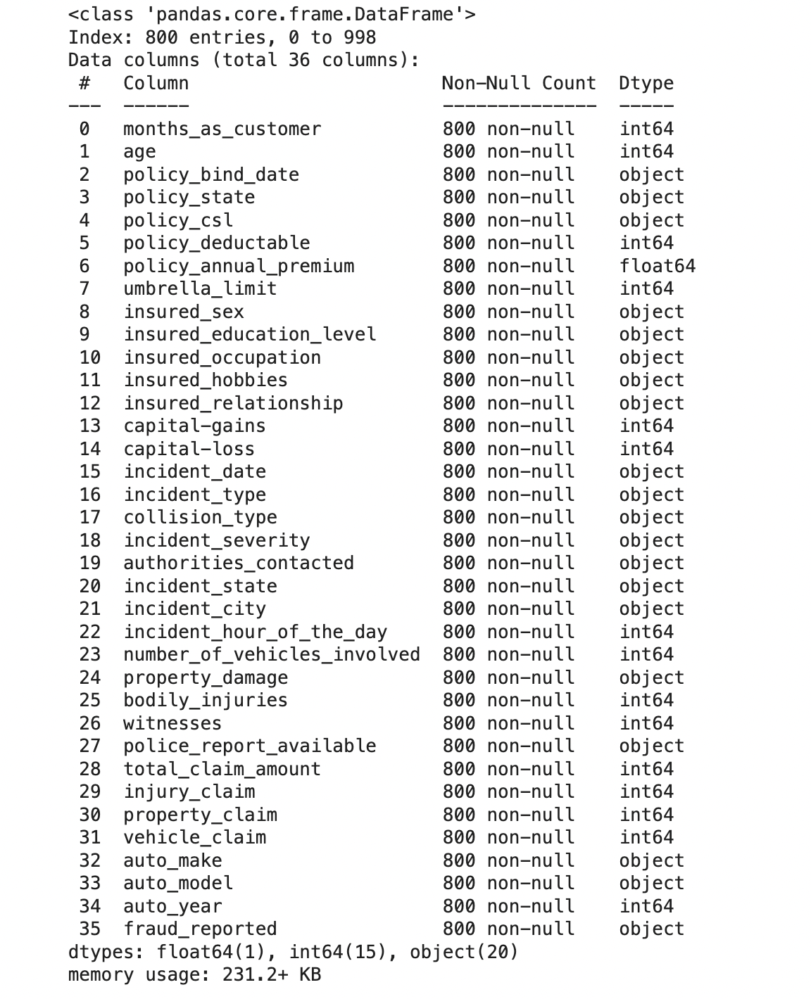 <class 'pandas.core.frame.DataFrame'>
Index: 800 entries, 0 to 998
Data columns (total 36 columns):
 #   Column                       Non-Null Count  Dtype
---  ------                       --------------  -----
 0   months_as_customer           800 non-null    int64
 1   age                          800 non-null    int64
 2   policy_bind_date             800 non-null    object
 3   policy_state                 800 non-null    object
 4   policy_csl                   800 non-null    object
 5   policy_deductable            800 non-null    int64
 6   policy_annual_premium        800 non-null    float64
 7   umbrella_limit               800 non-null    int64
 8   insured_sex                  800 non-null    object
 9   insured_education_level      800 non-null    object
 10  insured_occupation           800 non-null    object
 11  insured_hobbies              800 non-null    object
 12  insured_relationship         800 non-null    object
 13  capital-gains                800 non-null    int64
 14  capital-loss                 800 non-null    int64
 15  incident_date                800 non-null    object
 16  incident_type                800 non-null    object
 17  collision_type               800 non-null    object
 18  incident_severity            800 non-null    object
 19  authorities_contacted        800 non-null    object
 20  incident_state               800 non-null    object
 21  incident_city                800 non-null    object
 22  incident_hour_of_the_day     800 non-null    int64
 23  number_of_vehicles_involved  800 non-null    int64
 24  property_damage              800 non-null    object
 25  bodily_injuries              800 non-null    int64
 26  witnesses                    800 non-null    int64
 27  police_report_available      800 non-null    object
 28  total_claim_amount           800 non-null    int64
 29  injury_claim                 800 non-null    int64
 30  property_claim               800 non-null    int64
 31  vehicle_claim                800 non-null    int64
 32  auto_make                    800 non-null    object
 33  auto_model                   800 non-null    object
 34  auto_year                    800 non-null    int64
 35  fraud_reported               800 non-null    object
dtypes: float64(1), int64(15), object(20)
memory usage: 231.2+ KB